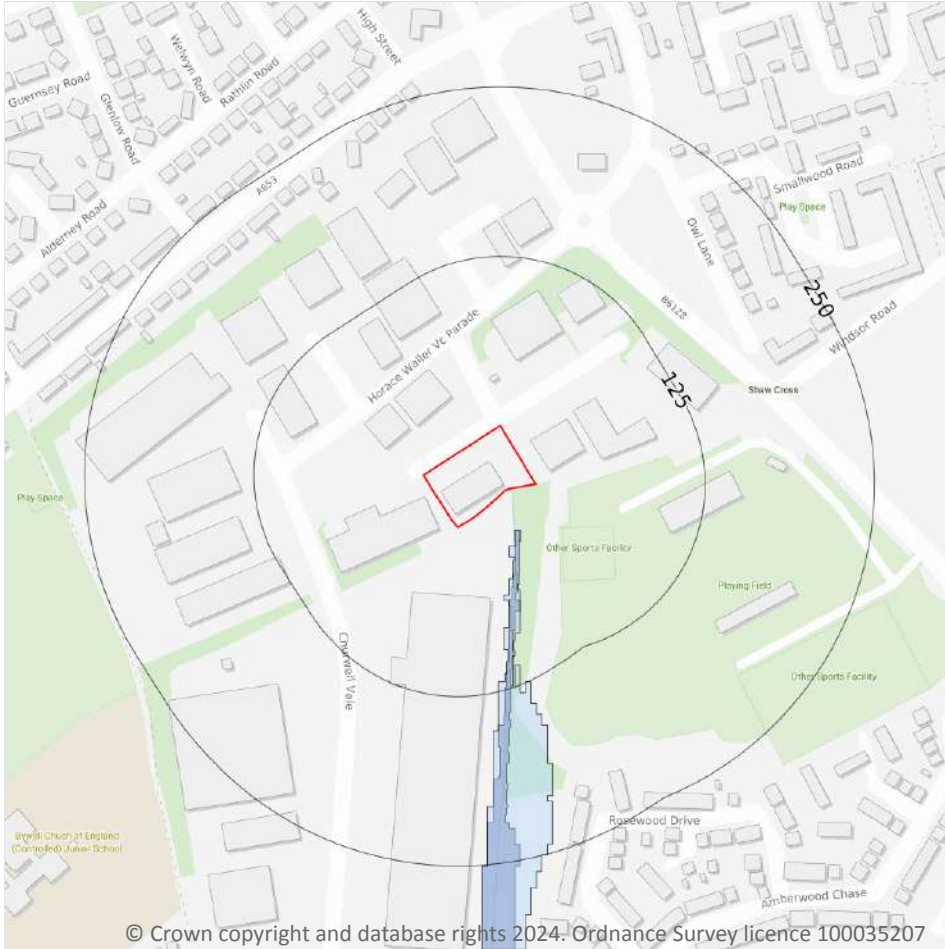 High Street
Welwyn Road
Guernsey Road
Rathlin Road
Glenlow Road
A653
Smallwood Road
Play Space
Alderney Road
Owl Lane
250
B6128
Windsor Road
Horace Waller Vc Parade
125
Shaw Cross
Play Space
Other Sports Facility
Playing Field
Churwell Vale
Other Sports Facility
Rosewood Drive
Bywell Church of England
(Controlled) Junior School
Amberwood Chase
© Crown copyright and database rights 2024. Ordnance Survey licence 100035207